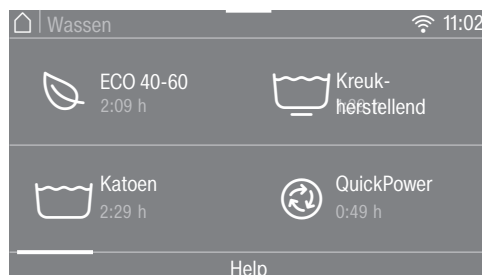 Wassen
11:02
ECO 40-60
2:09 h
Kreuk-
herstellend
Katoen
2:29 h
QuickPower
0:49 h
Help